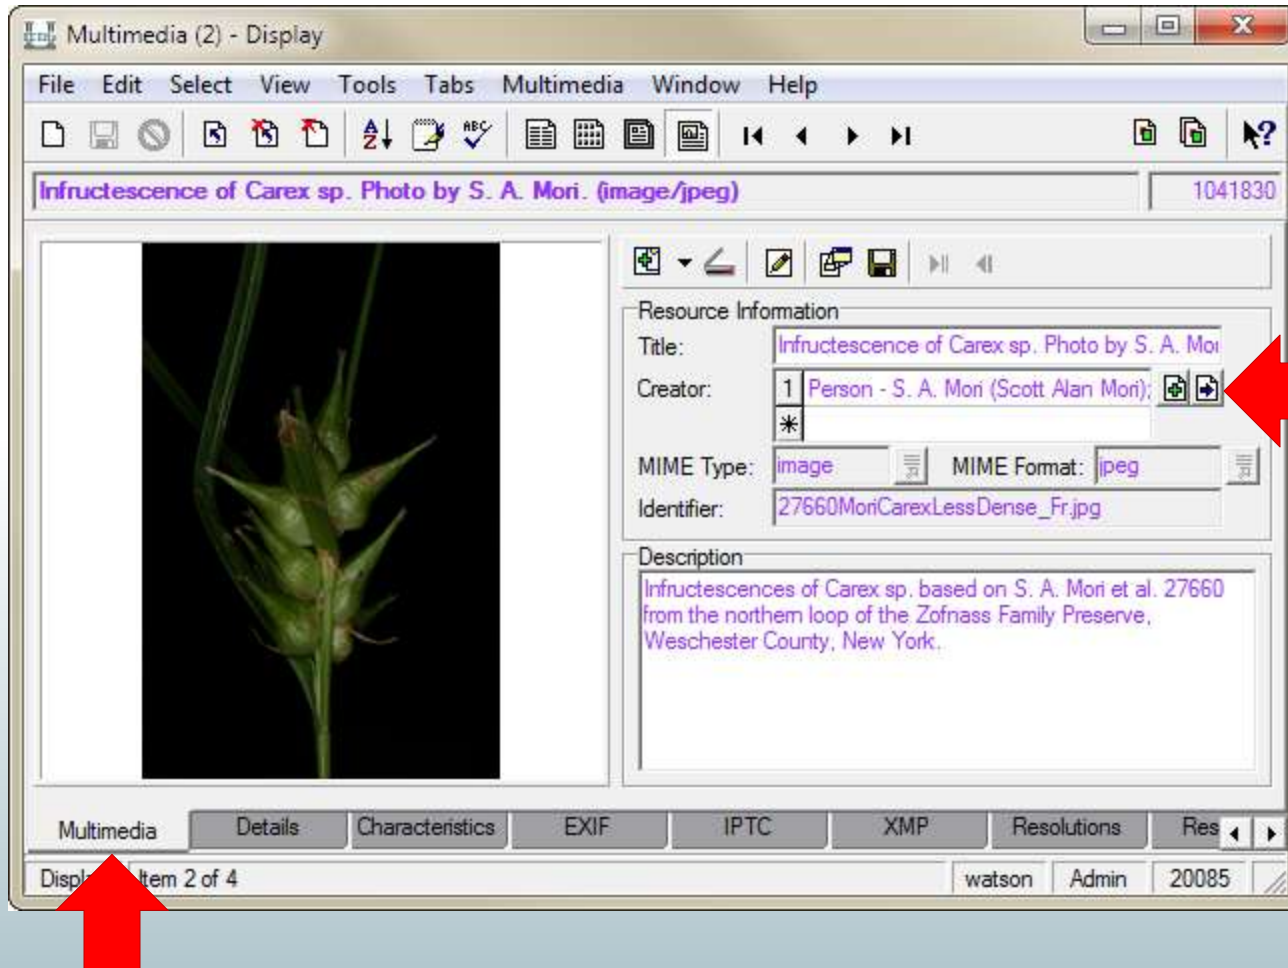 Multimedia (2) - Display
File Edit Select View Tools Tabs Multimedia Window Help
Infructescence of Carex sp. Photo by S. A. Mori. (image/jpeg) 1041830
Resource Information
Title: Infructescence of Carex sp. Photo by S. A. Mori
Creator: 1 Person - S. A. Mori (Scott Alan Mori);
MIME Type: image MIME Format: jpeg
Identifier: 27660MoriCarexLessDense_Fr.jpg
Description
Infructescences of Carex sp. based on S. A. Mori et al. 27660
from the northern loop of the Zofnass Family Preserve,
Weschester County, New York.
Multimedia Details Characteristics EXIF IPTC XMP Resolutions Res
Item 2 of 4 watson Admin 20085